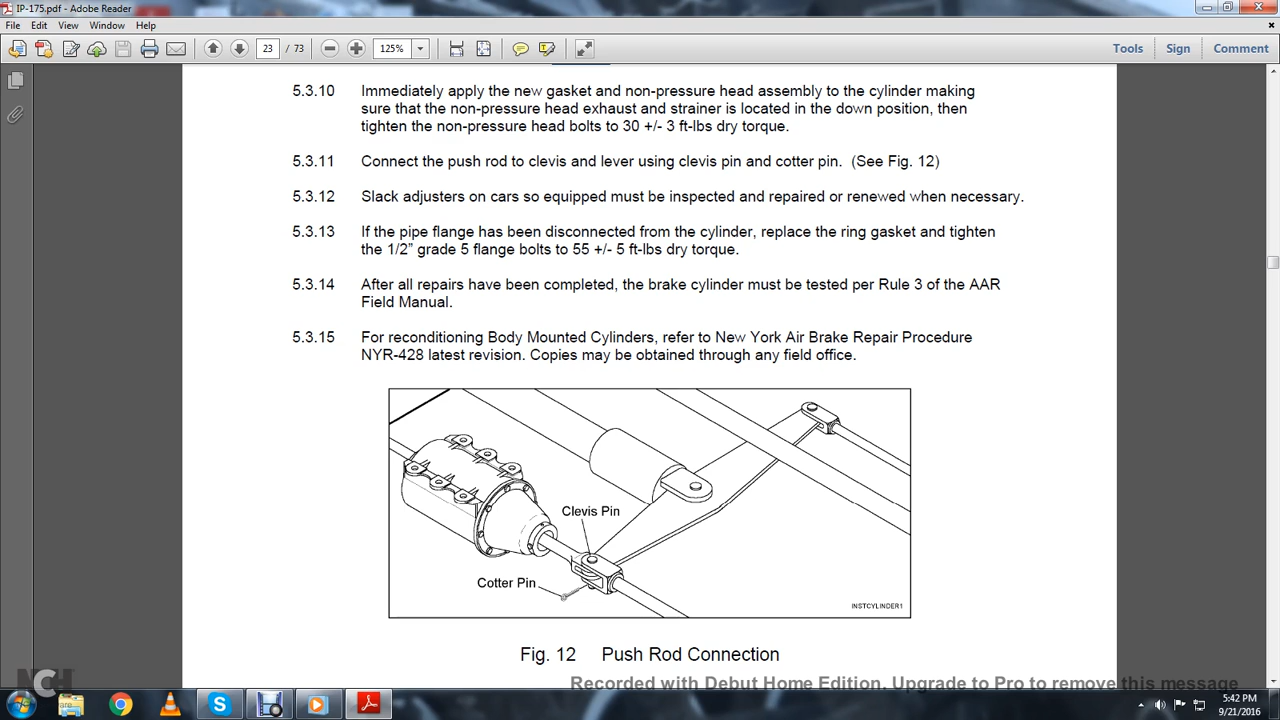 IP-175.pdf - Adobe Reader
File Edit View Window Help
23 / 73 125% Tools Sign Comment
5.3.10 Immediately apply the new gasket and non-pressure head assembly to the cylinder making
sure that the non-pressure head exhaust and strainer is located in the down position, then
tighten the non-pressure head bolts to 30 +/- 3 ft-lbs dry torque.
5.3.11 Connect the push rod to clevis and lever using clevis pin and cotter pin. (See Fig. 12)
5.3.12 Slack adjusters on cars so equipped must be inspected and repaired or renewed when necessary.
5.3.13 If the pipe flange has been disconnected from the cylinder, replace the ring gasket and tighten
the 1/2” grade 5 flange bolts to 55 +/- 5 ft-lbs dry torque.
5.3.14 After all repairs have been completed, the brake cylinder must be tested per Rule 3 of the AAR
Field Manual.
5.3.15 For reconditioning Body Mounted Cylinders, refer to New York Air Brake Repair Procedure
NYR-428 latest revision. Copies may be obtained through any field office.
Clevis Pin
Cotter Pin
INSTCYLINDER1
Fig. 12 Push Rod Connection
NCH
Recorded with Debut Home Edition. Upgrade to Pro to remove this message
5:42 PM
9/21/2016